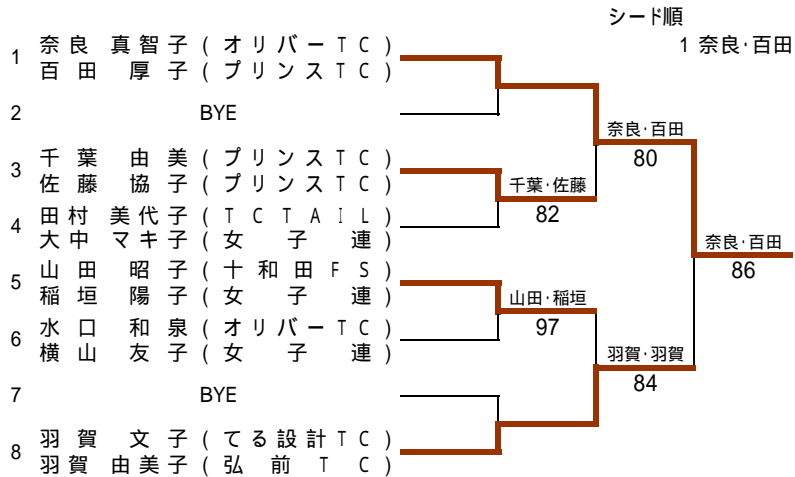 シード順
1 奈良・百田
1 奈良 真智子 ( オリバーTC )
百田 厚子 ( プリンスTC )
2 BYE
奈良・百田
80
3 千葉 由美 ( プリンスTC )
佐藤 協子 ( プリンスTC )
千葉・佐藤
82
4 田村 美代子 ( TCTAIL )
大中 マキ子 ( 女子連 )
奈良・百田
86
5 山田 昭子 ( 十和田FS )
稲垣 陽子 ( 女子連 )
山田・稲垣
97
6 水口 和泉 ( オリバーTC )
横山 友子 ( 女子連 )
羽賀・羽賀
84
7 BYE
8 羽賀 文子 ( てる設計TC )
羽賀 由美子 ( 弘前TC )